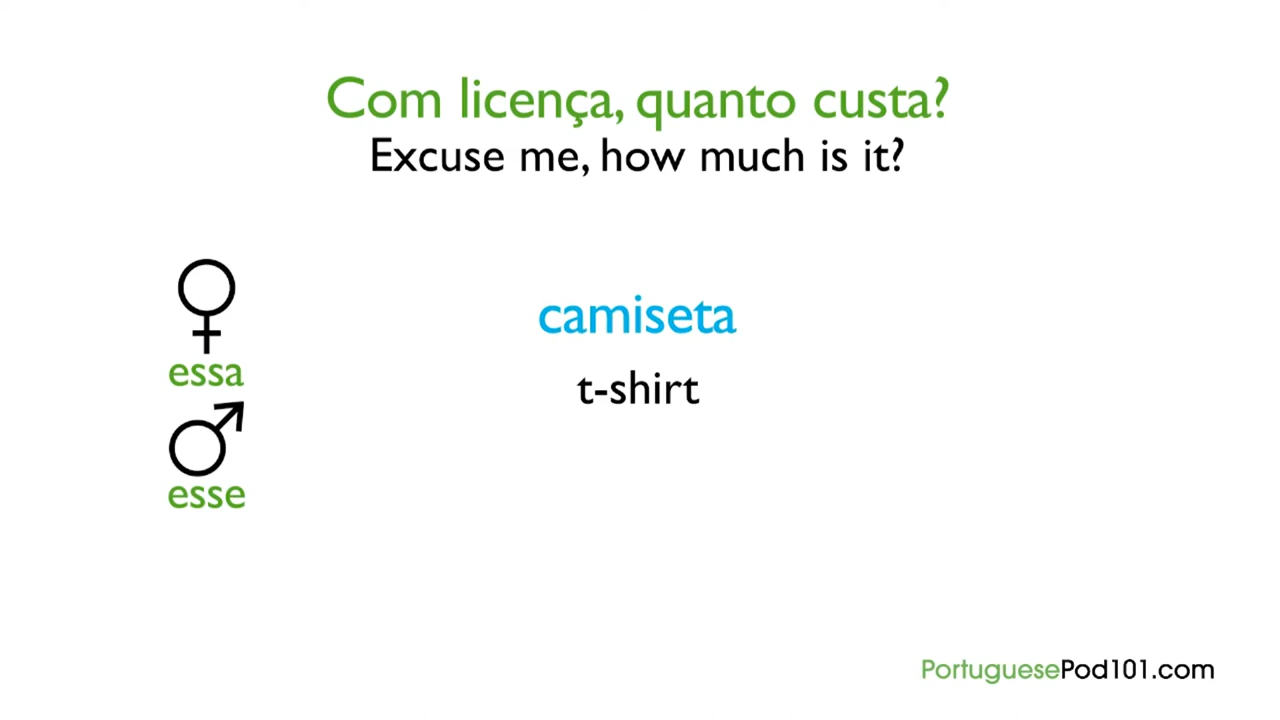 Com licença, quanto custa?
Excuse me, how much is it?
essa
camiseta
t-shirt
esse
PortuguesePod101.com